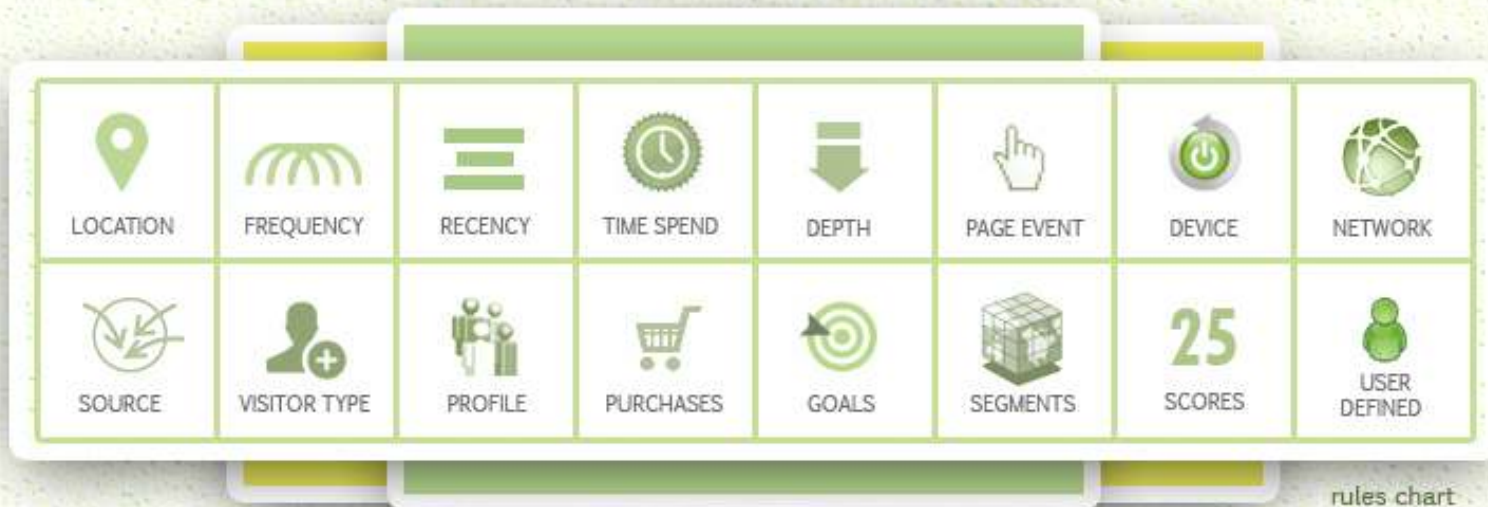 LOCATION
FREQUENCY
RECENCY
TIME SPEND
DEPTH
PAGE EVENT
DEVICE
NETWORK
SOURCE
VISITOR TYPE
PROFILE
PURCHASES
GOALS
SEGMENTS
25
SCORES
USER
DEFINED
rules chart